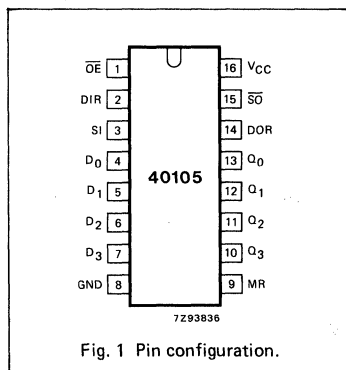 OE 1 16 VCC
DIR 2 15 SO
SI 3 14 DOR
D0 4 13 Q0
D1 5 12 Q1
40105
D2 6 11 Q2
D3 7 10 Q3
GND 8 9 MR
7Z93836
Fig. 1 Pin configuration.